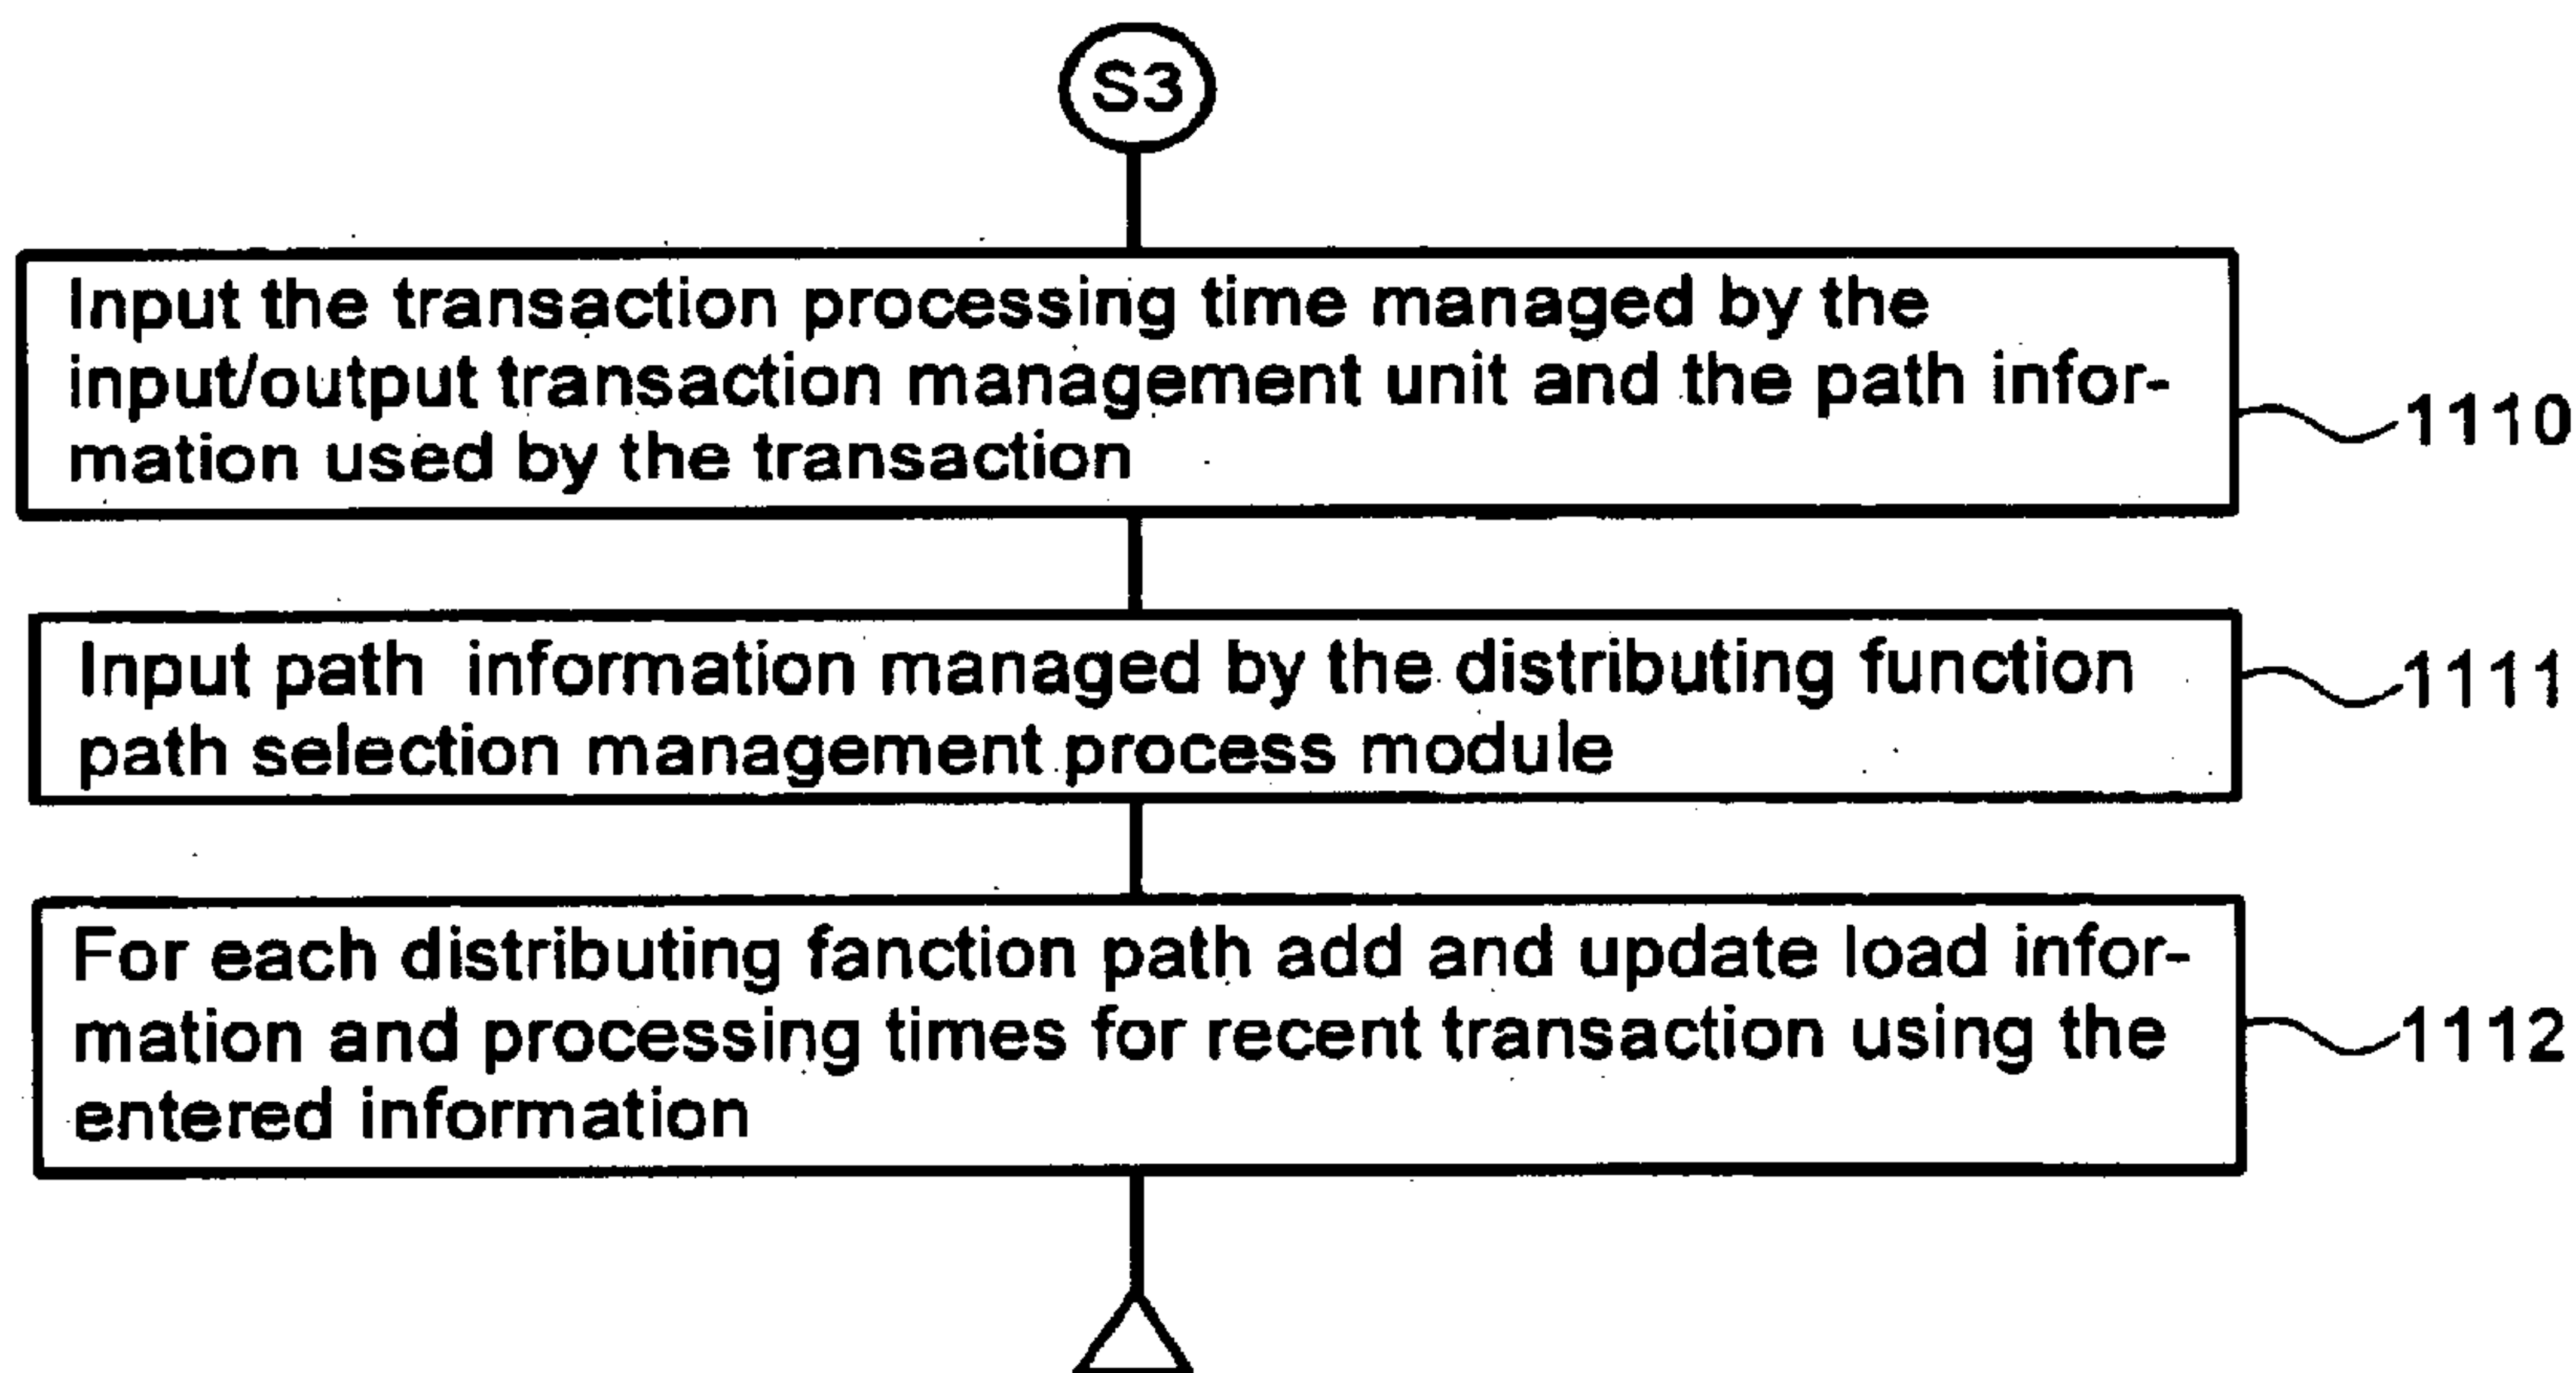 S3
Input the transaction processing time managed by the
input/output transaction management unit and the path infor-
mation used by the transaction
1110
Input path information managed by the distributing function
path selection management process module
1111
For each distributing fanction path add and update load infor-
mation and processing times for recent transaction using the
entered information
1112